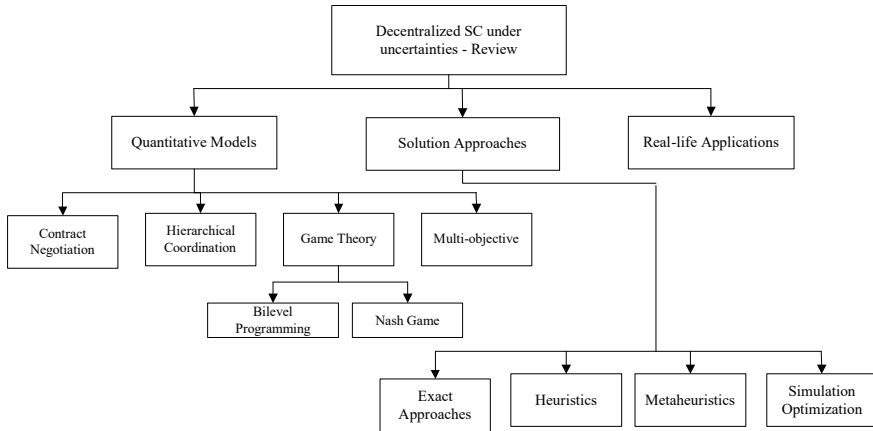 Decentralized SC under
uncertainties - Review
Quantitative Models
Solution Approaches
Real-life Applications
Contract
Negotiation
Hierarchical
Coordination
Game Theory
Multi-objective
Bilevel
Programming
Nash Game
Exact
Approaches
Heuristics
Metaheuristics
Simulation
Optimization